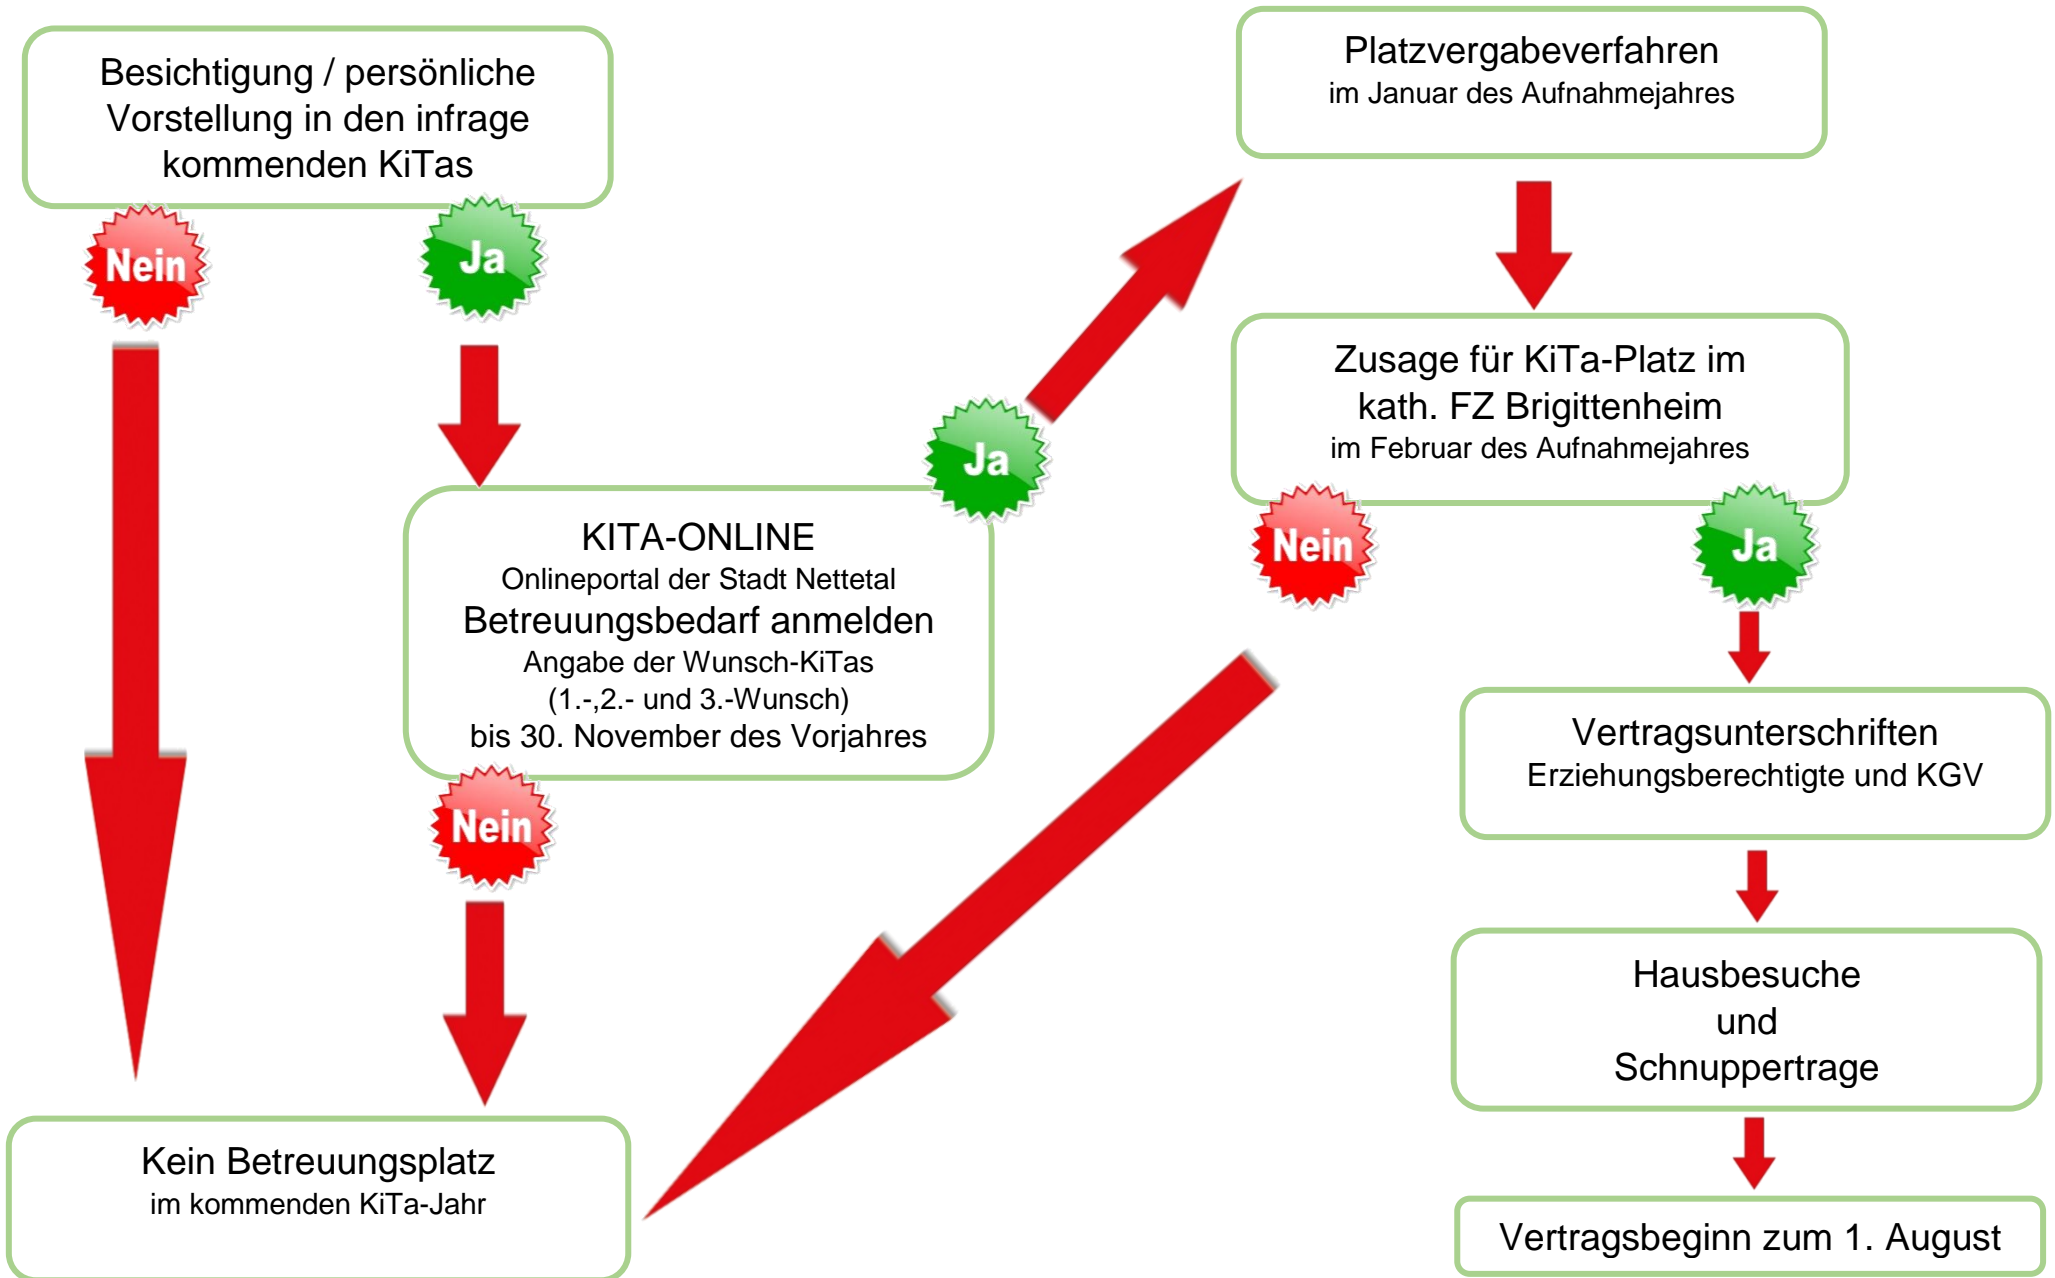 Besichtigung / persönliche
Vorstellung in den infrage
kommenden KiTas
Nein
Ja
KITA-ONLINE
Onlineportal der Stadt Nettetal
Betreuungsbedarf anmelden
Angabe der Wunsch-KiTas
(1.-,2.- und 3.-Wunsch)
bis 30. November des Vorjahres
Ja
Nein
Kein Betreuungsplatz
im kommenden KiTa-Jahr
Platzvergabeverfahren
im Januar des Aufnahmejahres
Zusage für KiTa-Platz im
kath. FZ Brigittenheim
im Februar des Aufnahmejahres
Nein
Ja
Vertragsunterschriften
Erziehungsberechtigte und KGV
Hausbesuche
und
Schnuppertrage
Vertragsbeginn zum 1. August